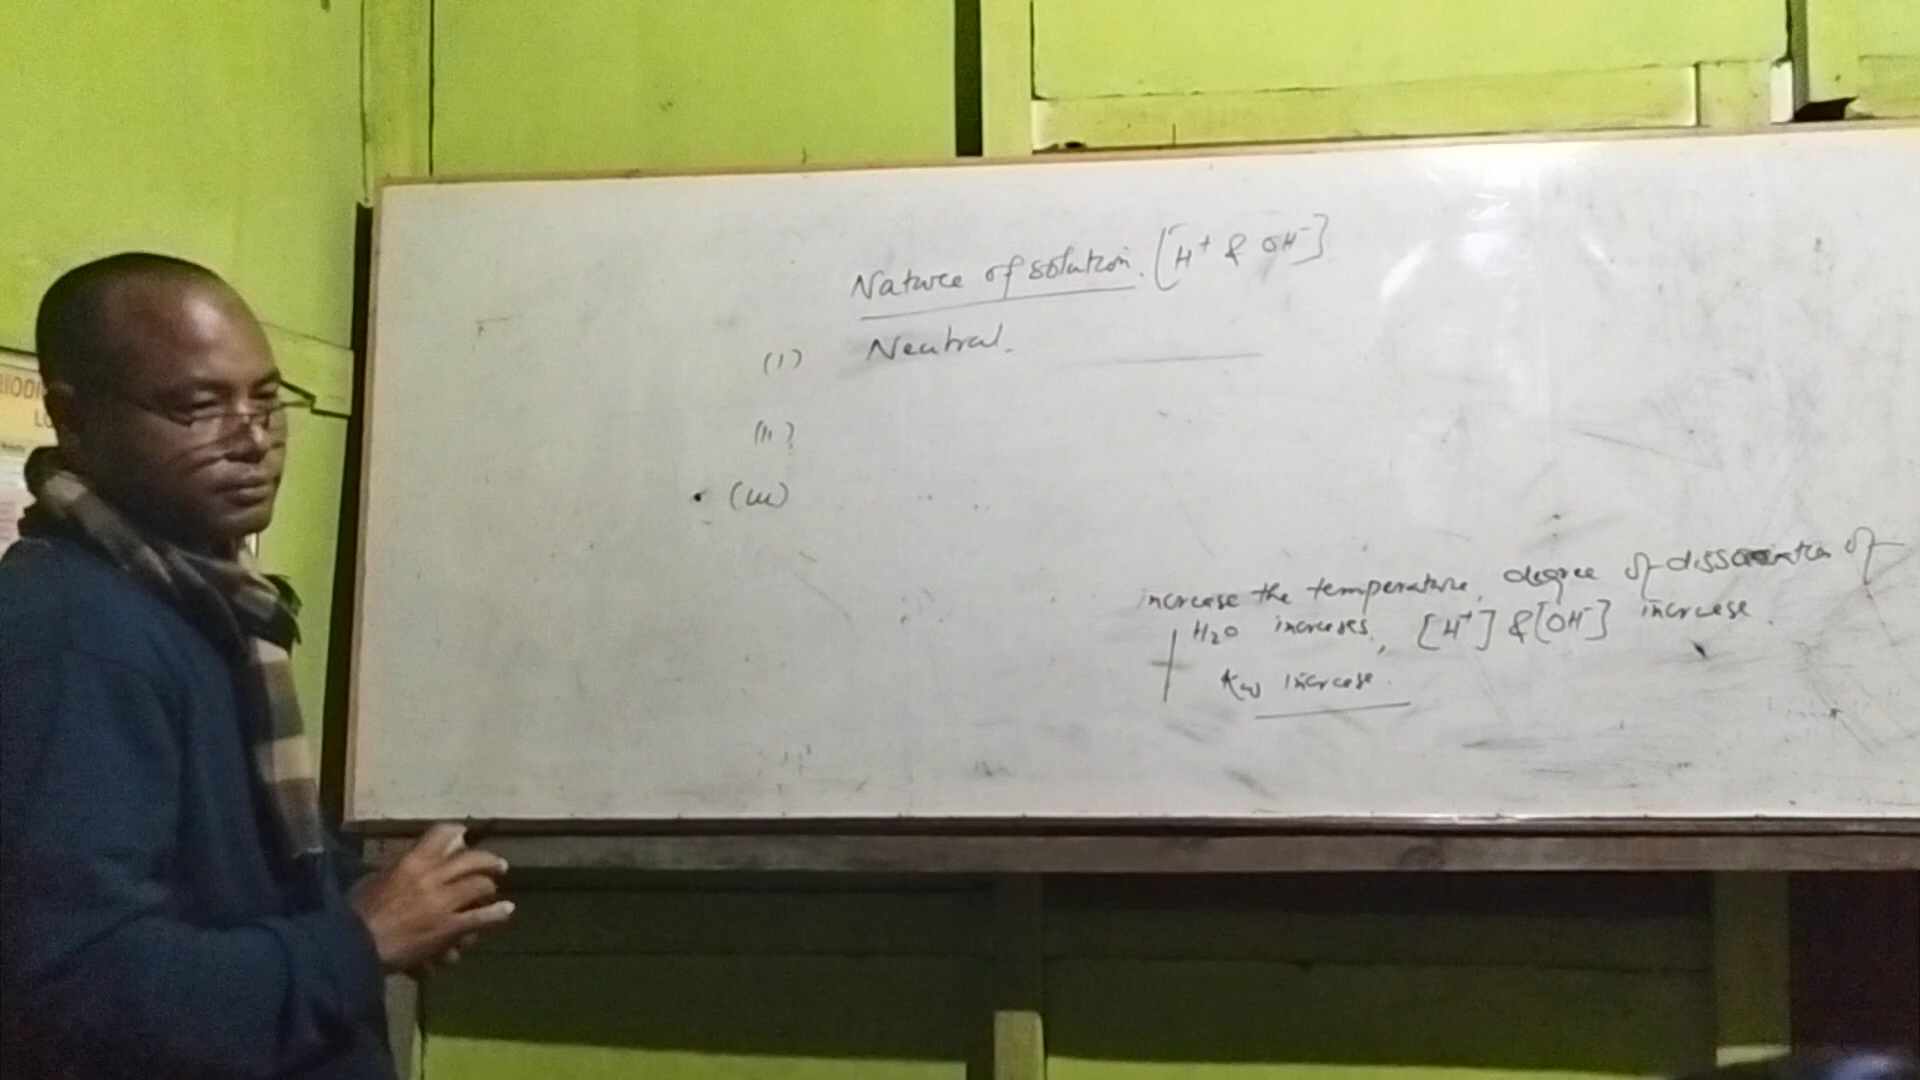 Nature of solution. [H⁺ & OH⁻]
(i) Neutral.
(ii)
(iii)
increase the temperature, degree of dissociation of
H₂O increases, [H⁺] & [OH⁻] increase.
Kw increase.